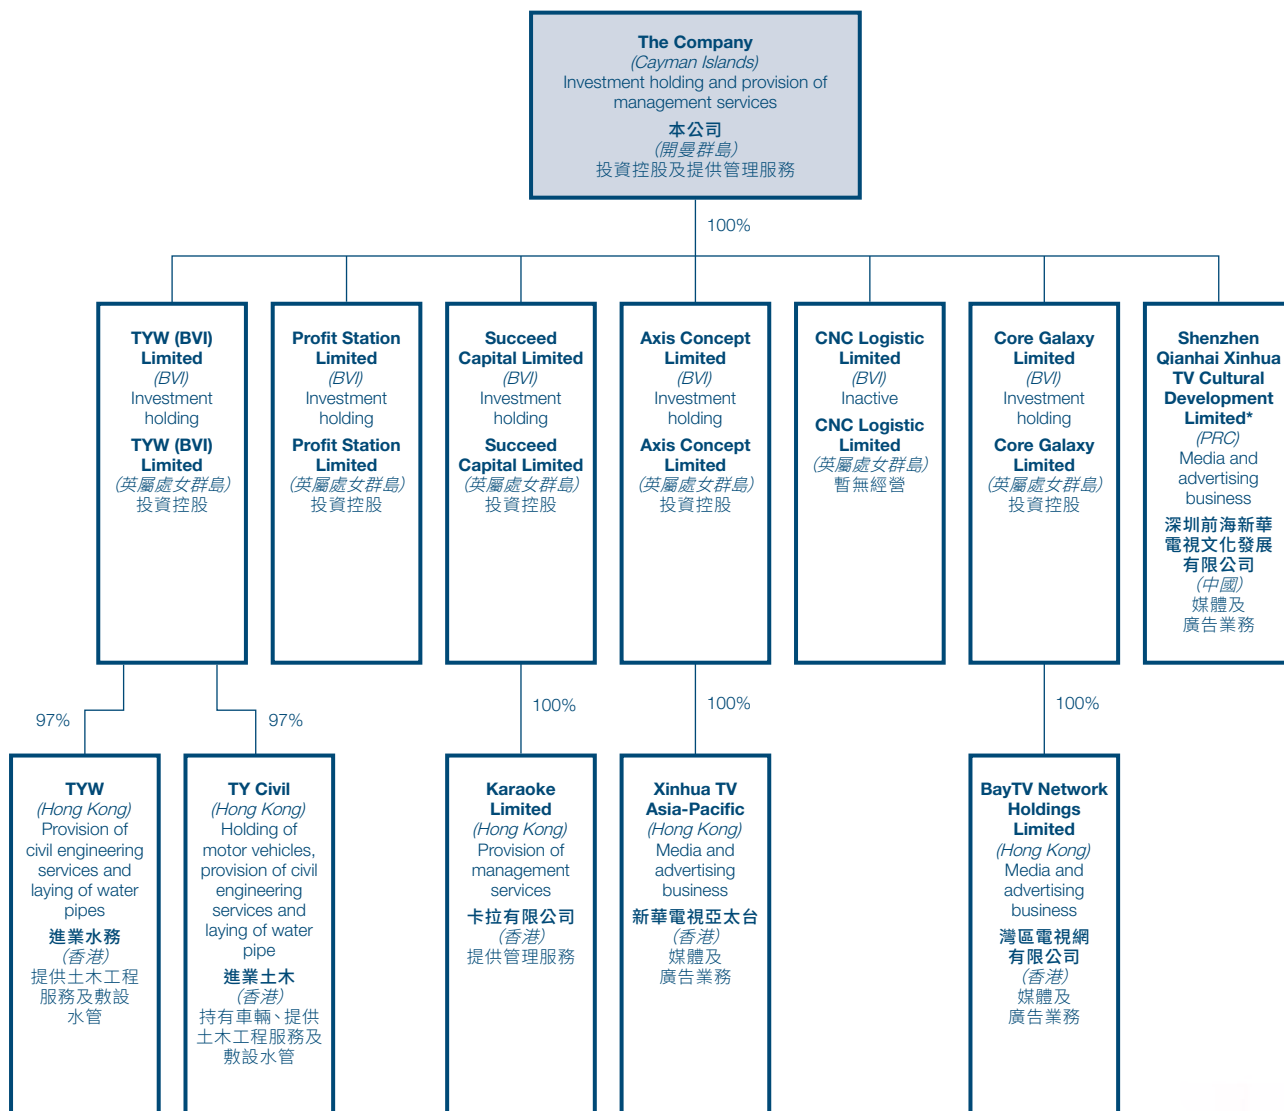 The Company
(Cayman Islands)
Investment holding and provision of
management services
本公司
(開曼群島)
投資控股及提供管理服務
100%
TYW (BVI)
Limited
(BVI)
Investment
holding
TYW (BVI)
Limited
(英屬處女群島)
投資控股
Profit Station
Limited
(BVI)
Investment
holding
Profit Station
Limited
(英屬處女群島)
投資控股
Succeed
Capital Limited
(BVI)
Investment
holding
Succeed
Capital Limited
(英屬處女群島)
投資控股
Axis Concept
Limited
(BVI)
Investment
holding
Axis Concept
Limited
(英屬處女群島)
投資控股
CNC Logistic
Limited
(BVI)
Inactive
CNC Logistic
Limited
(英屬處女群島)
暫無經營
Core Galaxy
Limited
(BVI)
Investment
holding
Core Galaxy
Limited
(英屬處女群島)
投資控股
Shenzhen
Qianhai Xinhua
TV Cultural
Development
Limited*
(PRC)
Media and
advertising
business
深圳前海新華
電視文化發展
有限公司
(中國)
媒體及
廣告業務
97%
97%
100%
100%
100%
TYW
(Hong Kong)
Provision of
civil engineering
services and
laying of water
pipes
進業水務
(香港)
提供土木工程
服務及敷設
水管
TY Civil
(Hong Kong)
Holding of
motor vehicles,
provision of civil
engineering
services and
laying of water
pipe
進業土木
(香港)
持有車輛、提供
土木工程服務及
敷設水管
Karaoke
Limited
(Hong Kong)
Provision of
management
services
卡拉有限公司
(香港)
提供管理服務
Xinhua TV
Asia-Pacific
(Hong Kong)
Media and
advertising
business
新華電視亞太台
(香港)
媒體及
廣告業務
BayTV Network
Holdings
Limited
(Hong Kong)
Media and
advertising
business
灣區電視網
有限公司
(香港)
媒體及
廣告業務